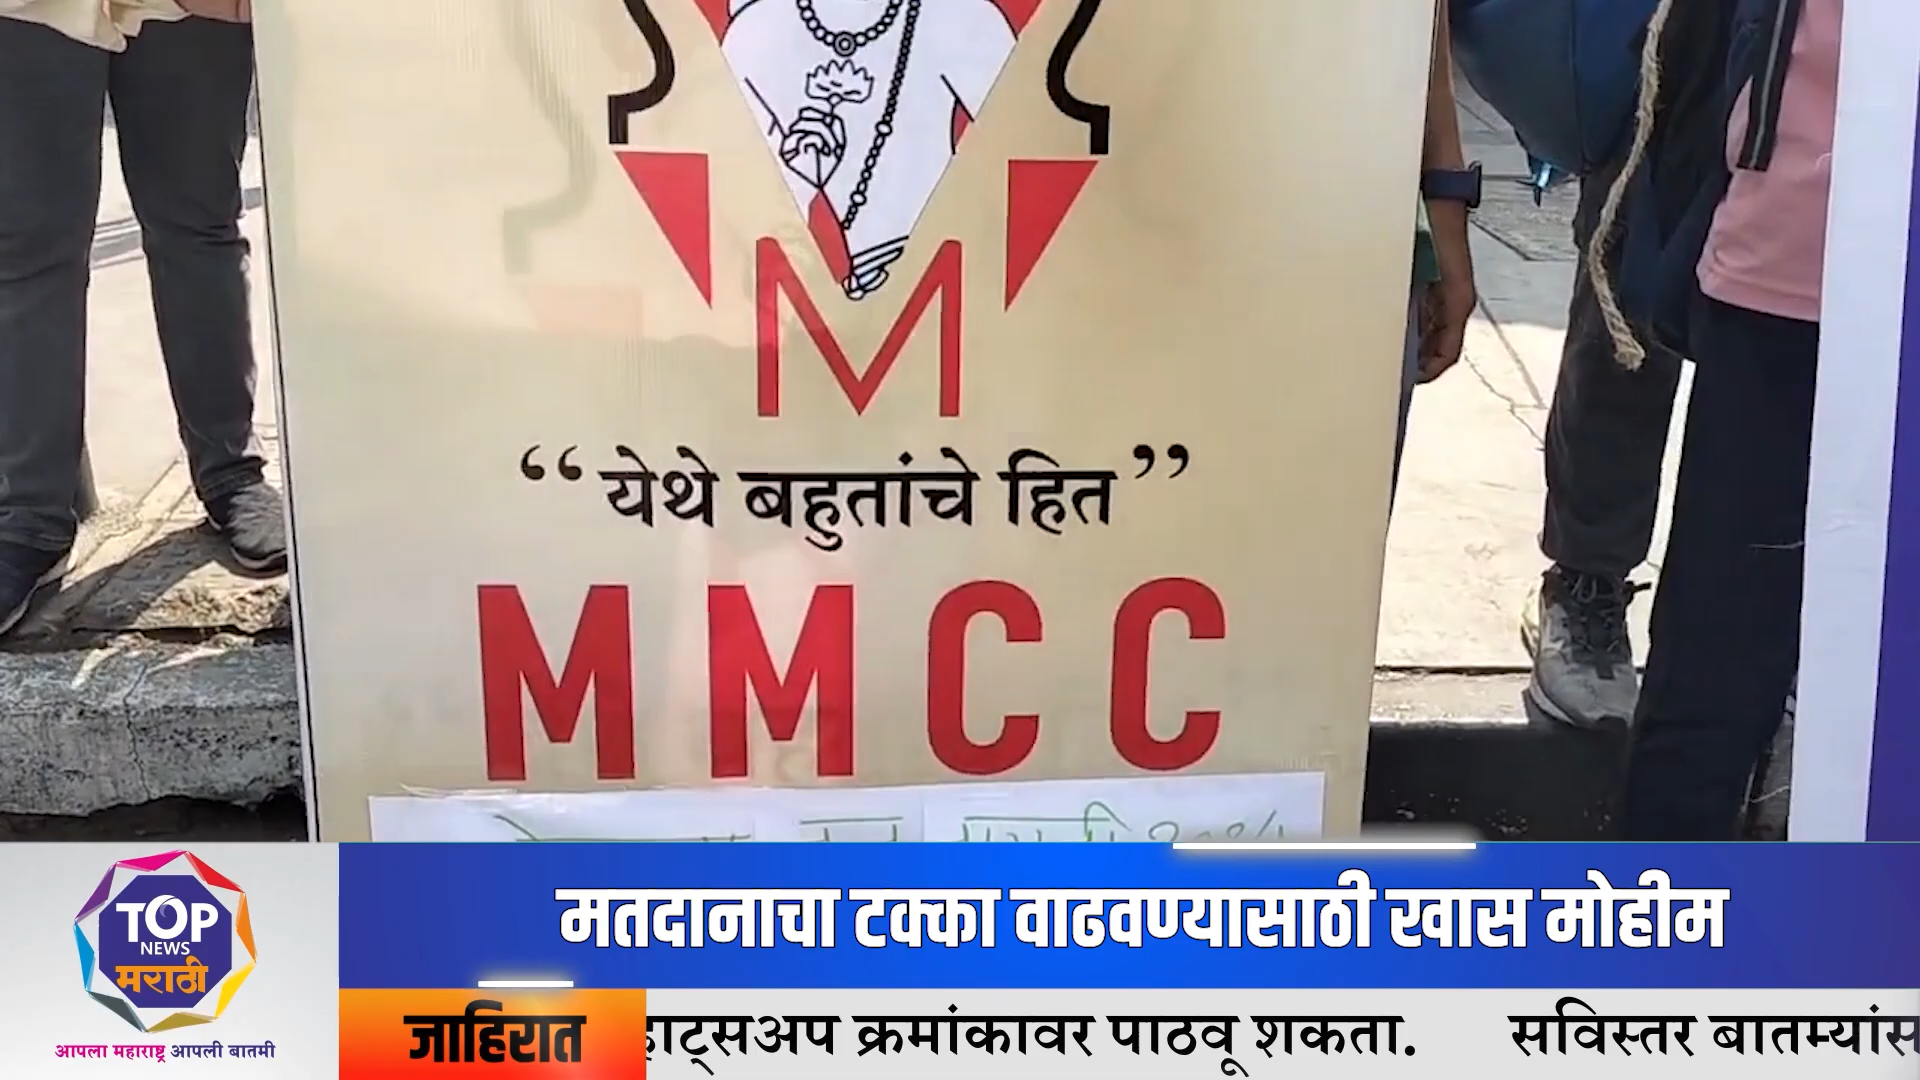 M
“येथे बहुतांचे हित”
MMCC
TOP
NEWS
मराठी
आपला महाराष्ट्र आपली बातमी
मतदानाचा टक्का वाढवण्यासाठी खास मोहीम
जाहिरात
क्रमांकावर पाठवू शकता. सविस्तर